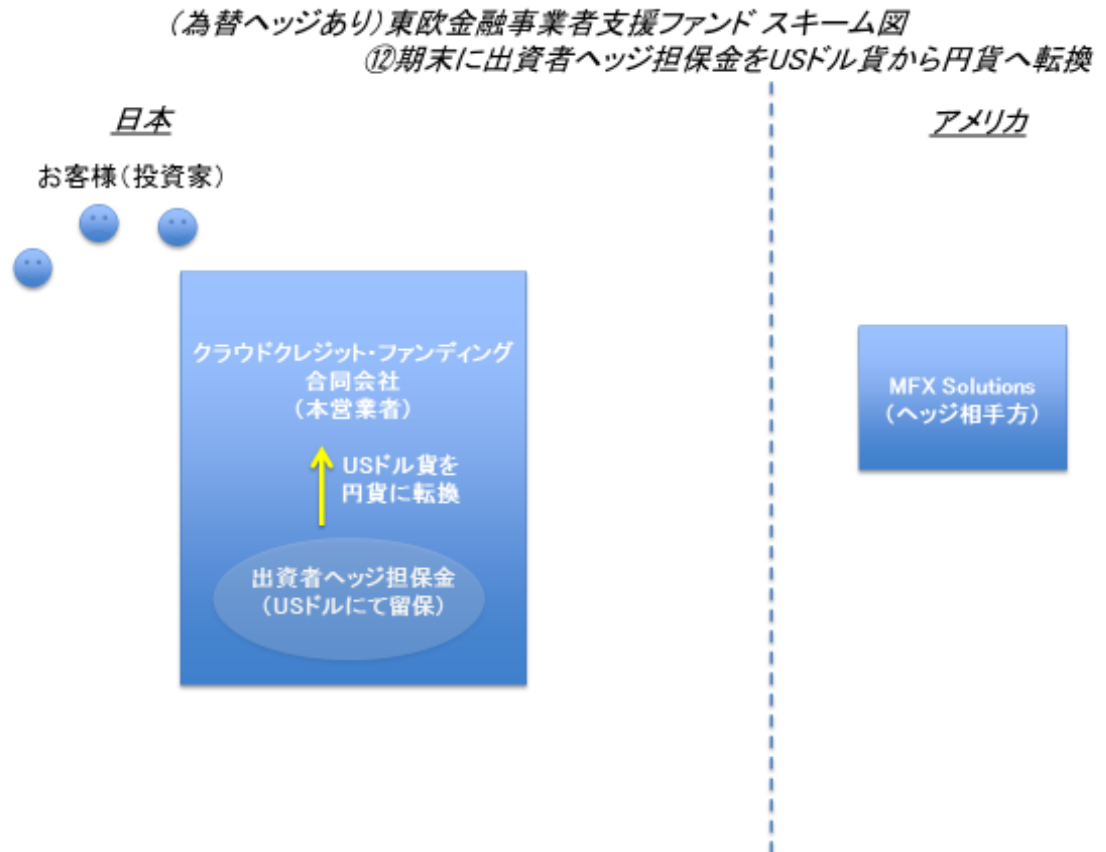 (為替ヘッジあり)東欧金融事業者支援ファンド スキーム図
⑫期末に出資者ヘッジ担保金をUSドル貨から円貨へ転換
日本
アメリカ
お客様(投資家)
クラウドクレジット・ファンディング
合同会社
(本営業者)
USドル貨を
円貨に転換
出資者ヘッジ担保金
(USドルにて留保)
MFX Solutions
(ヘッジ相手方)